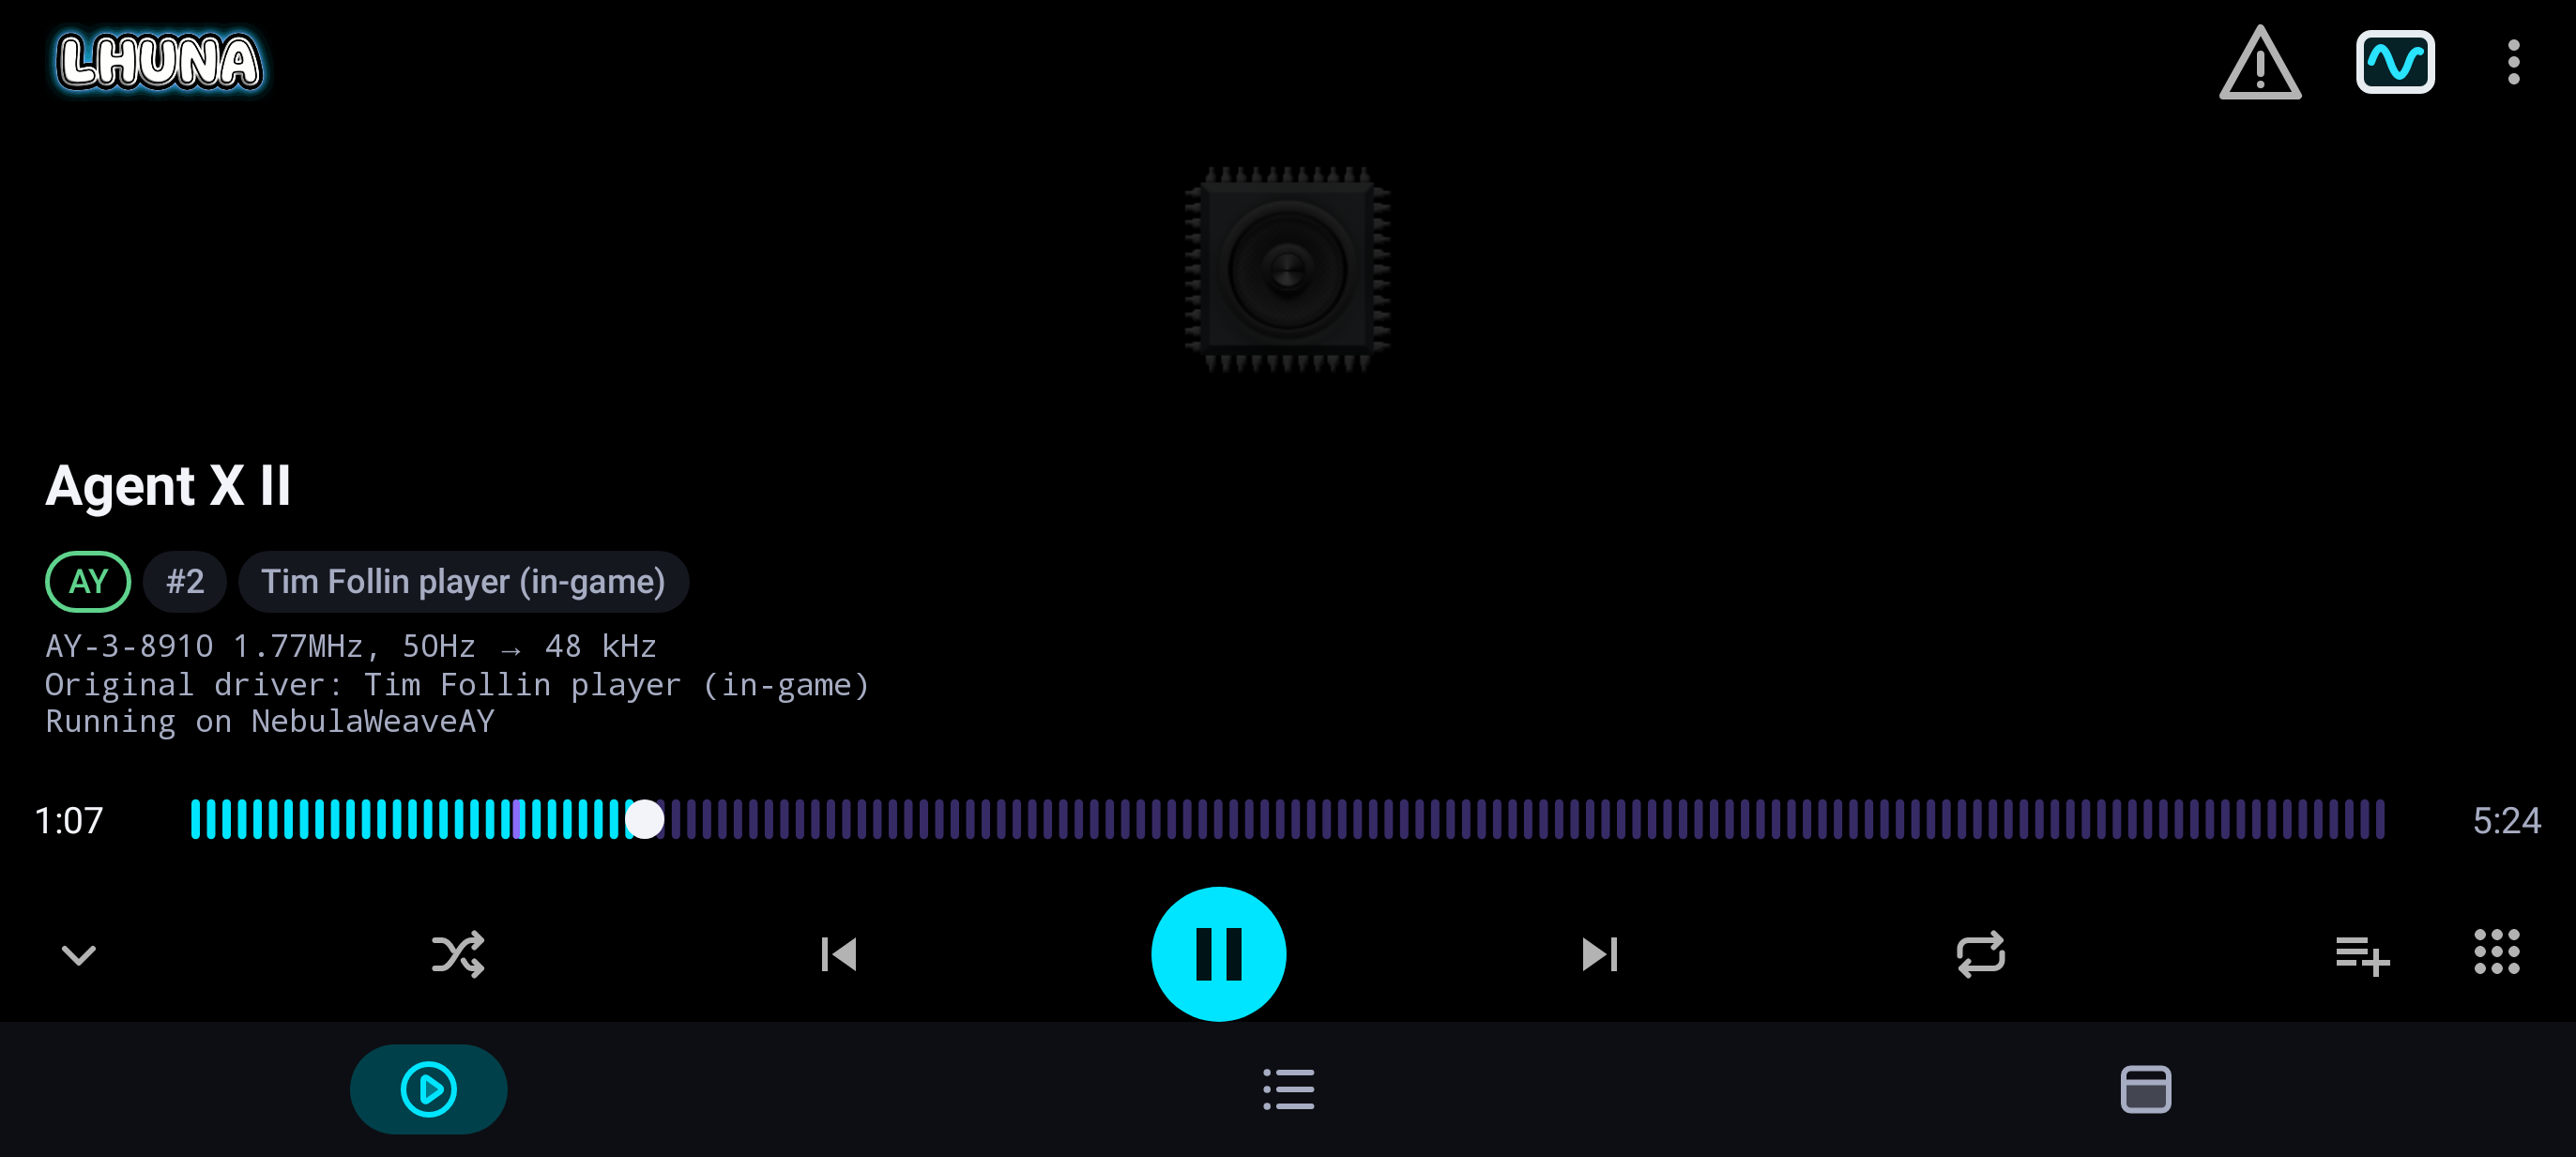 LHUNA
Agent X II
AY #2 Tim Follin player (in-game)
AY-3-8910 1.77MHz, 50Hz → 48 kHz
Original driver: Tim Follin player (in-game)
Running on NebulaWeaveAY
1:07 5:24